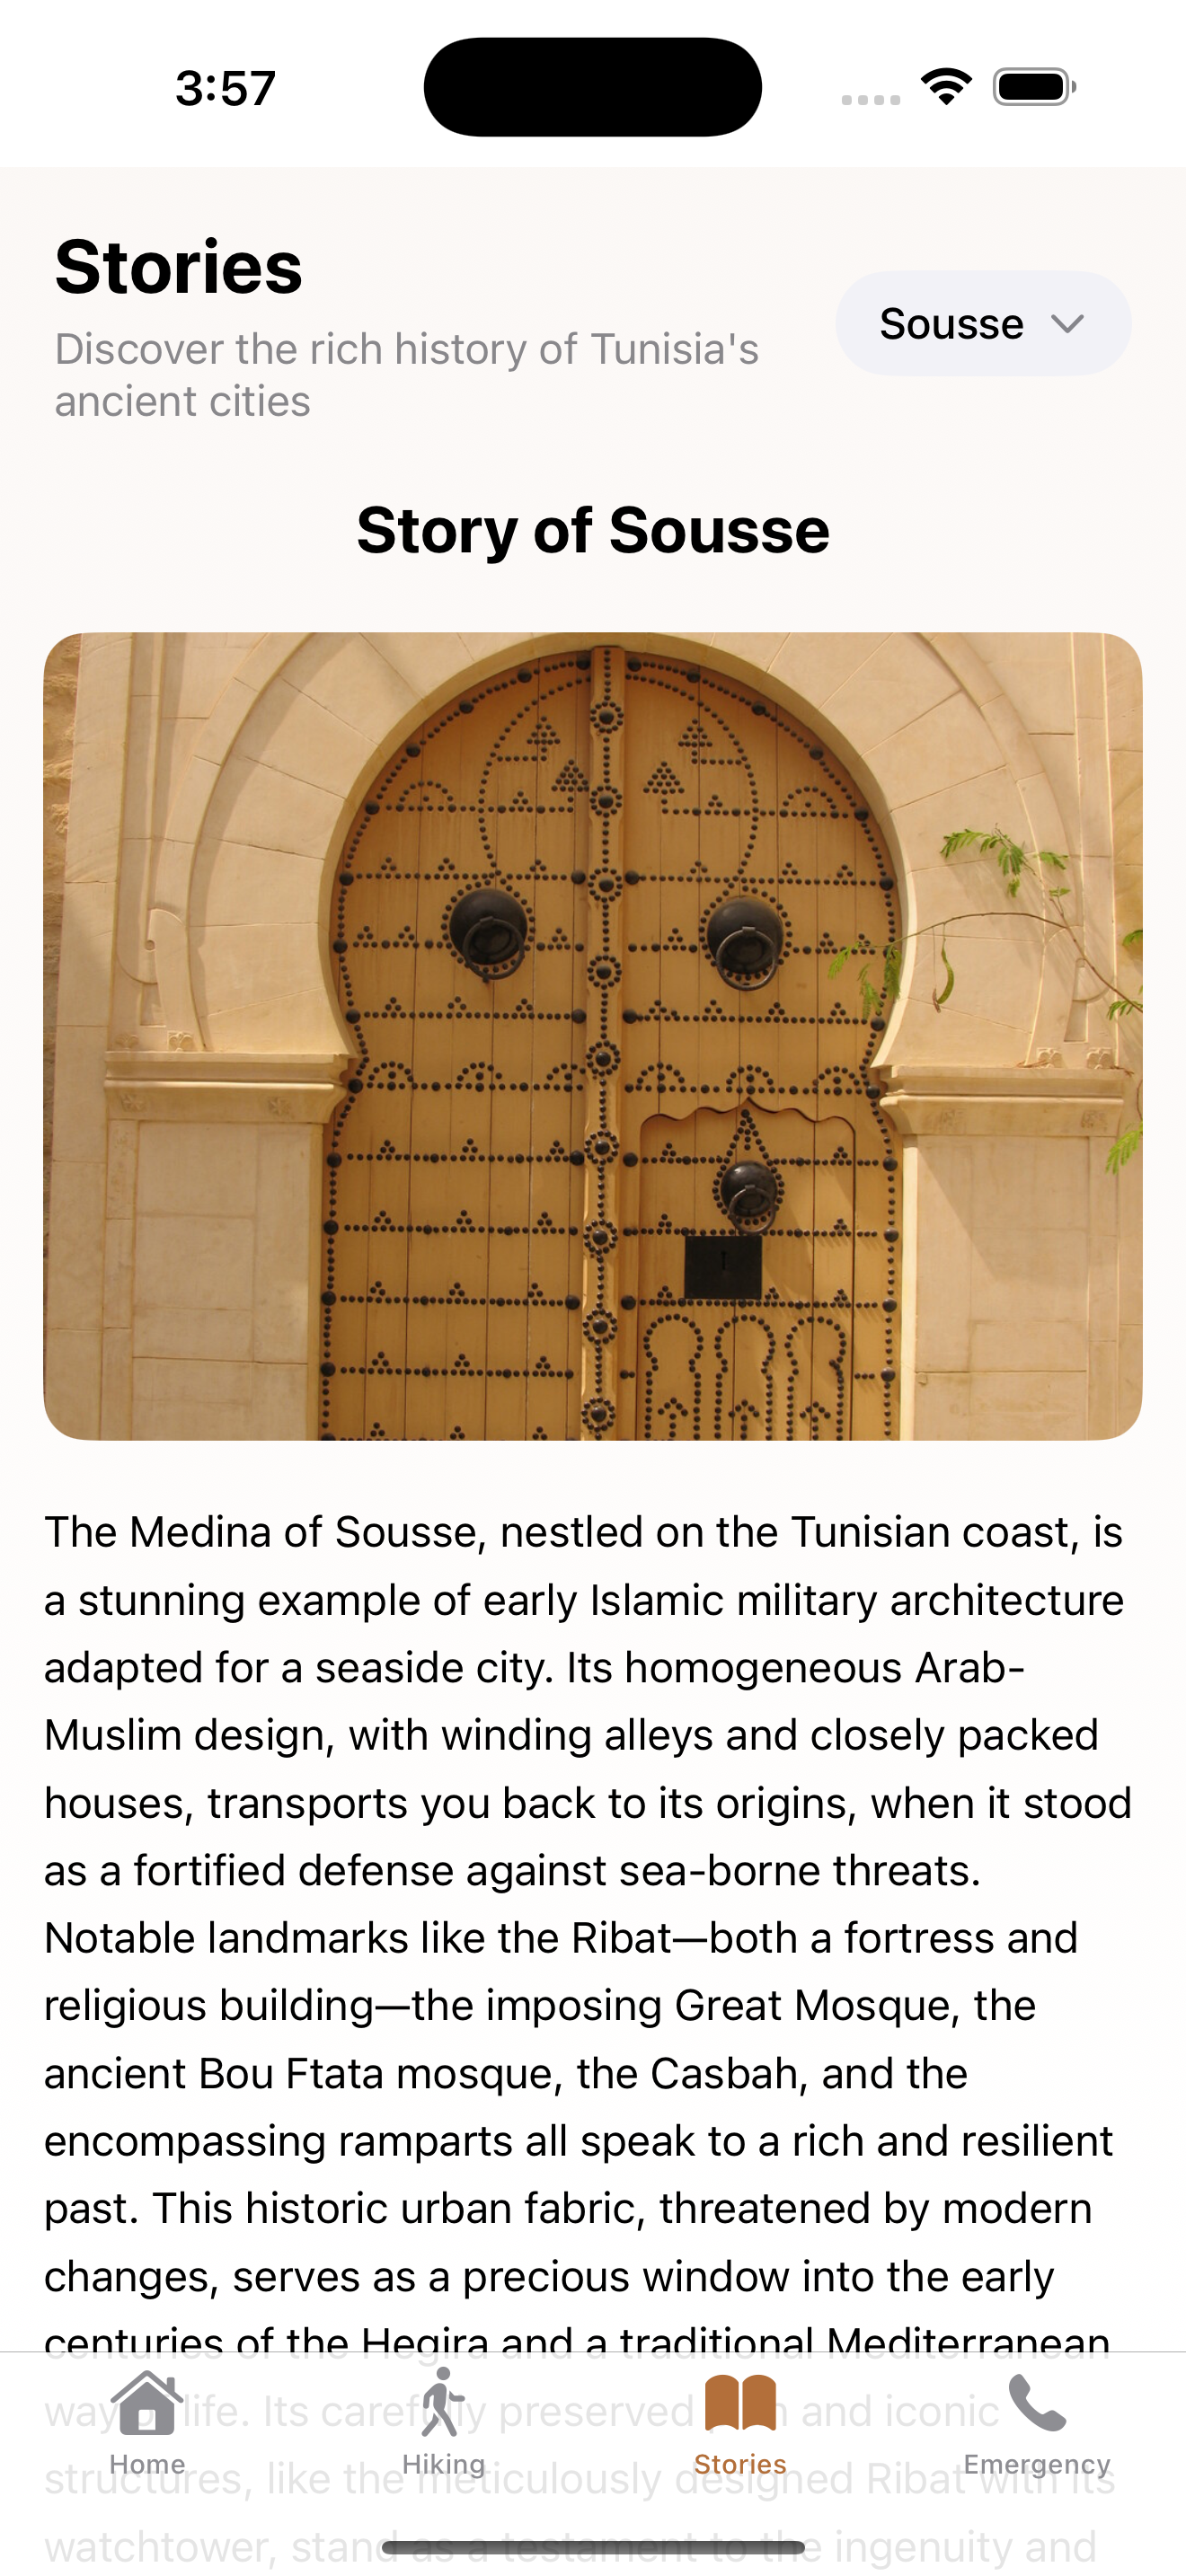 3:57
Stories
Discover the rich history of Tunisia's
ancient cities
Sousse
Story of Sousse
The Medina of Sousse, nestled on the Tunisian coast, is
a stunning example of early Islamic military architecture
adapted for a seaside city. Its homogeneous Arab-
Muslim design, with winding alleys and closely packed
houses, transports you back to its origins, when it stood
as a fortified defense against sea-borne threats.
Notable landmarks like the Ribat—both a fortress and
religious building—the imposing Great Mosque, the
ancient Bou Ftata mosque, the Casbah, and the
encompassing ramparts all speak to a rich and resilient
past. This historic urban fabric, threatened by modern
changes, serves as a precious window into the early
centuries of the Hegira and a traditional Mediterranean
way of life. Its carefully preserved and iconic
structures, like the meticulously designed Ribat with its
watchtower, stand as a testament to the ingenuity and
Home
Hiking
Stories
Emergency